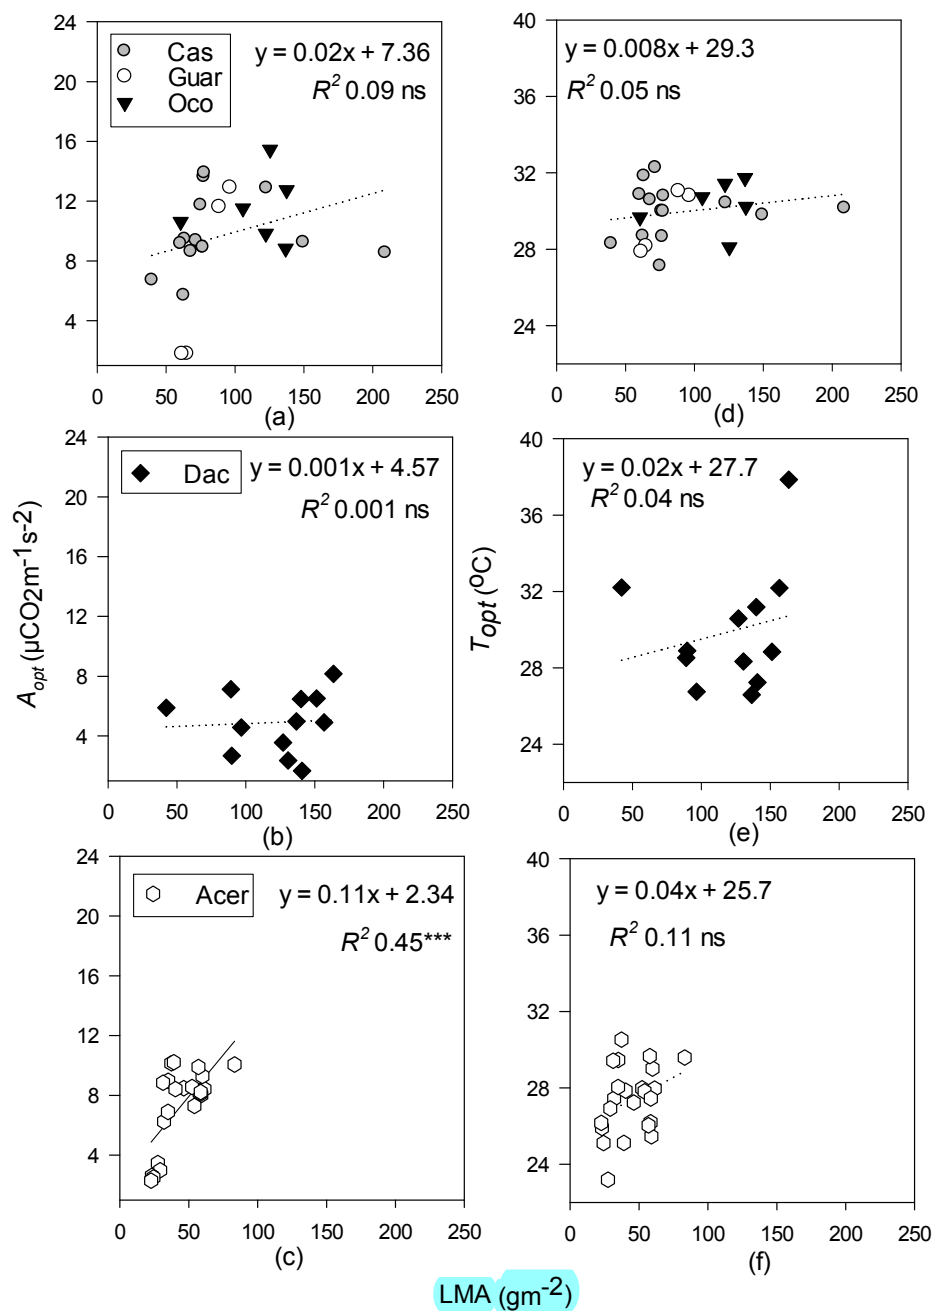 24
20
16
12
8
4
Cas
Guar
Oco
y = 0.02x + 7.36
R² 0.09 ns
0 50 100 150 200 250
(a)
40
36
32
28
24
y = 0.008x + 29.3
R² 0.05 ns
0 50 100 150 200 250
(d)
A_opt (µCO2m⁻¹s⁻²)
24
20
16
12
8
4
Dac
y = 0.001x + 4.57
R² 0.001 ns
0 50 100 150 200 250
(b)
T_opt (ºC)
40
36
32
28
24
y = 0.02x + 27.7
R² 0.04 ns
0 50 100 150 200 250
(e)
24
20
16
12
8
4
Acer
y = 0.11x + 2.34
R² 0.45***
0 50 100 150 200 250
(c)
40
36
32
28
24
y = 0.04x + 25.7
R² 0.11 ns
0 50 100 150 200 250
(f)
LMA (gm⁻²)